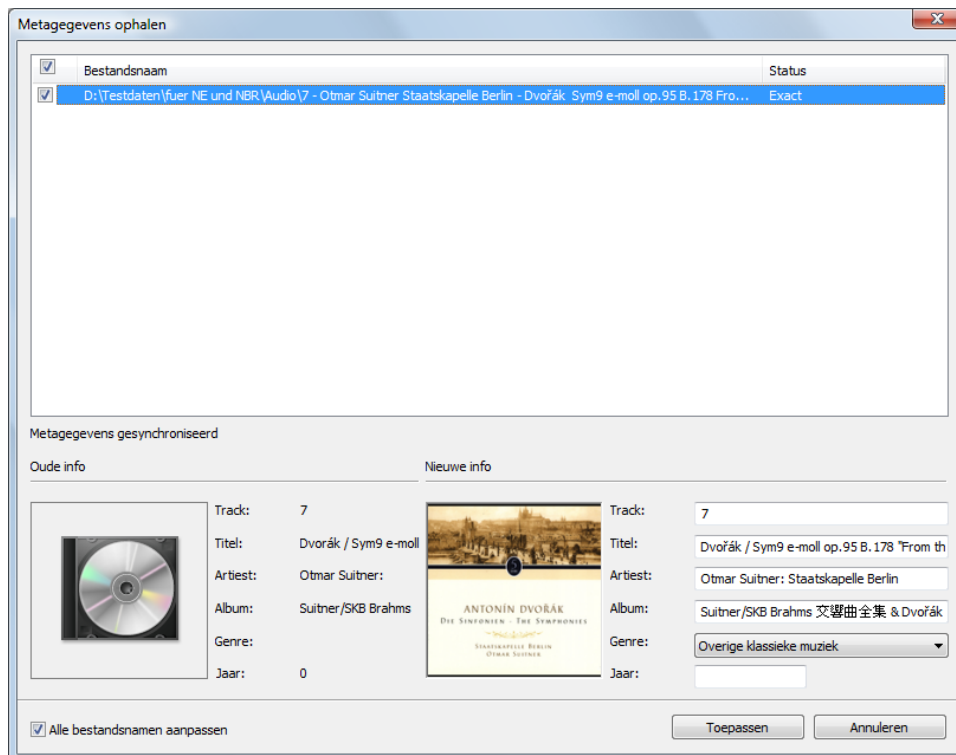 Metagegevens ophalen
Bestandsnaam Status
D:\Testdaten\fuer NE und NBR\Audio\7 - Otmar Suitner Staatskapelle Berlin - Dvořák Sym9 e-moll op.95 B.178 Fro... Exact
Metagegevens gesynchroniseerd
Oude info
Track: 7
Titel: Dvorák / Sym9 e-moll
Artiest: Otmar Suitner:
Album: Suitner/SKB Brahms
Genre:
Jaar: 0
Nieuwe info
5
ANTONÍN DVOŘÁK
DIE SINFONIEN - THE SYMPHONIES
STAATSKAPELLE BERLIN
OTMAR SUITNER
Track: 7
Titel: Dvořák / Sym9 e-moll op.95 B.178 "From th
Artiest: Otmar Suitner: Staatskapelle Berlin
Album: Suitner/SKB Brahms 交響曲全集 & Dvořák
Genre: Overige klassieke muziek
Jaar:
Alle bestandsnamen aanpassen
Toepassen Annuleren